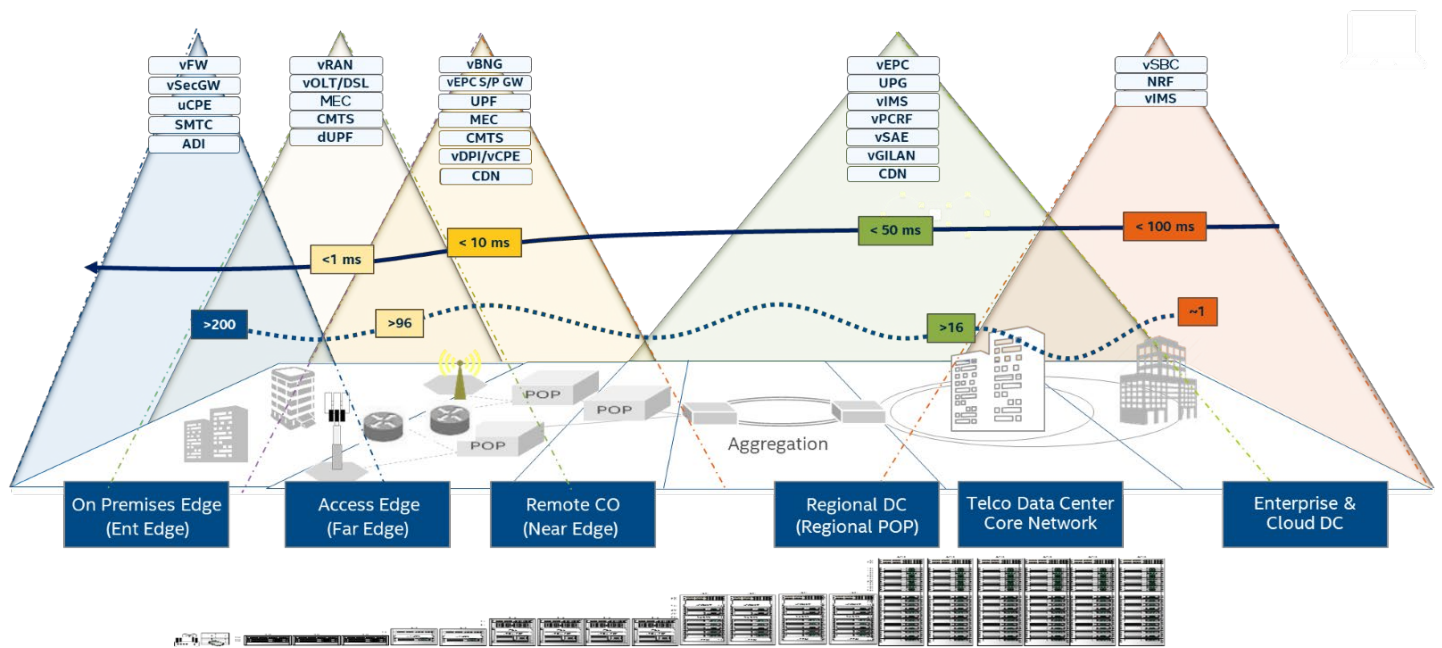 vFW
vSecGW
uCPE
SMTC
ADI
vRAN
vOLT/DSL
MEC
CMTS
dUPF
vBNG
vEPC S/P GW
UPF
MEC
CMTS
vDPI/vCPE
CDN
vEPC
UPG
vIMS
vPCRF
vSAE
vGILAN
CDN
vSBC
NRF
vIMS
<1 ms
< 10 ms
< 50 ms
< 100 ms
>200
>96
>16
~1
POP
POP
POP
Aggregation
On Premises Edge
(Ent Edge)
Access Edge
(Far Edge)
Remote CO
(Near Edge)
Regional DC
(Regional POP)
Telco Data Center
Core Network
Enterprise &
Cloud DC